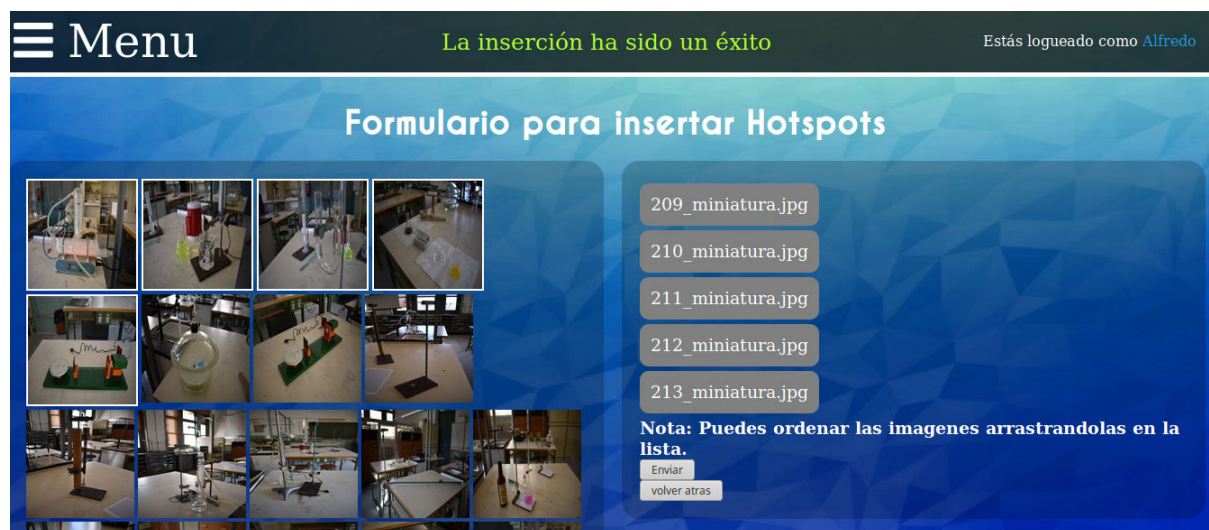 Menu
La inserción ha sido un éxito
Estás logueado como Alfredo
Formulario para insertar Hotspots
209_miniatura.jpg
210_miniatura.jpg
211_miniatura.jpg
212_miniatura.jpg
213_miniatura.jpg
Nota: Puedes ordenar las imagenes arrastrandolas en la
lista.
Enviar
volver atras